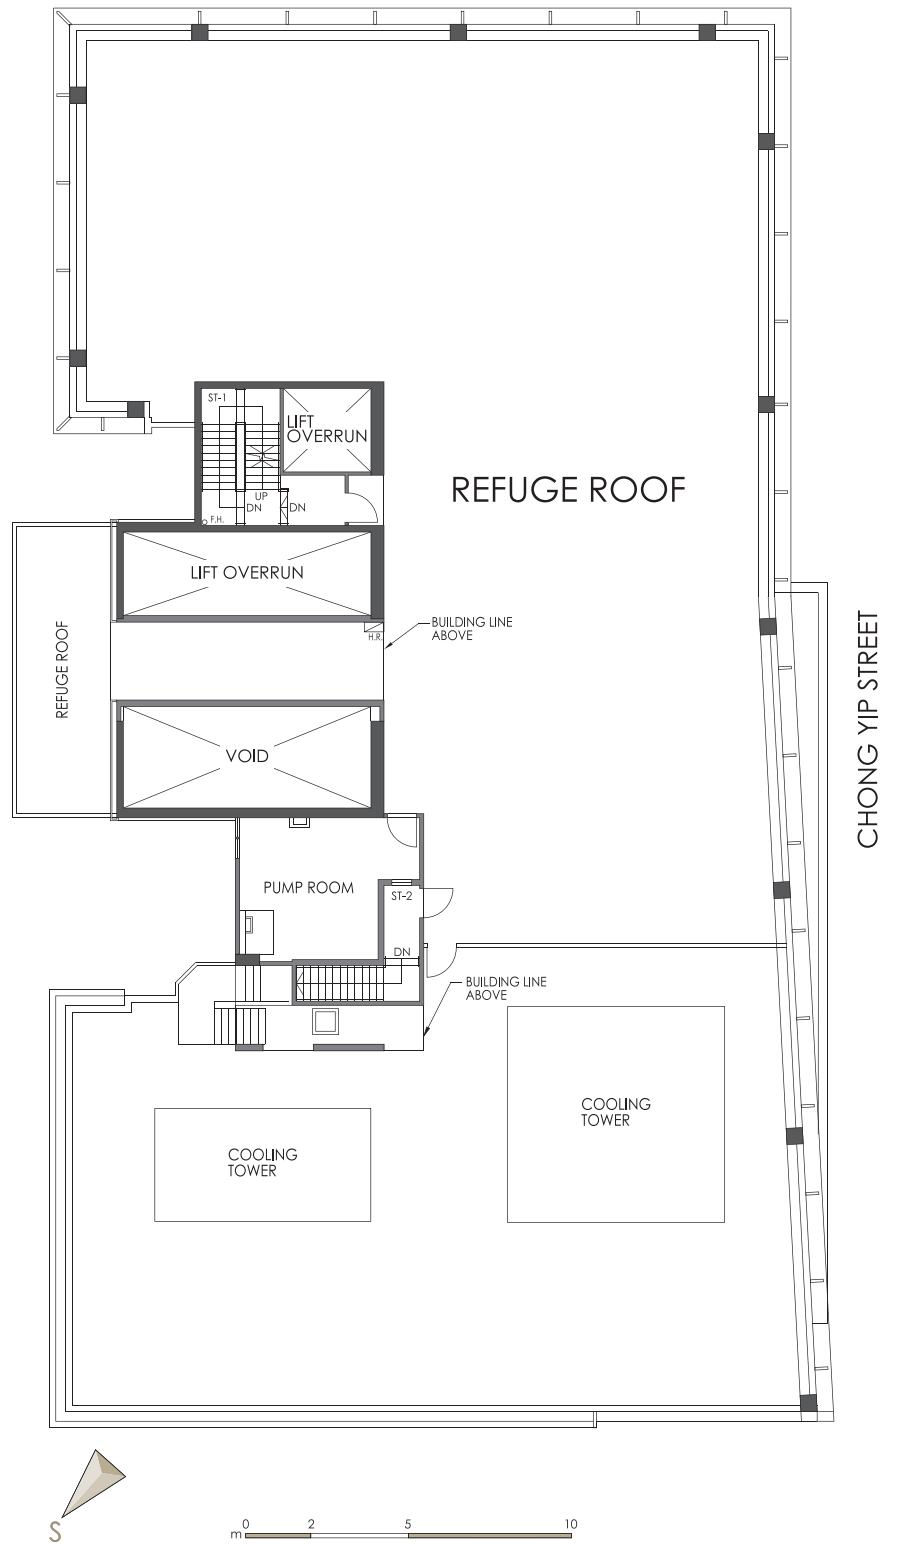 ST-1
LIFT
OVERRUN
REFUGE ROOF
UP
DN
DN
F.H.
LIFT OVERRUN
BUILDING LINE
ABOVE
H.R.
REFUGE ROOF
CHONG YIP STREET
VOID
PUMP ROOM
ST-2
DN
BUILDING LINE
ABOVE
COOLING
TOWER
COOLING
TOWER
S
0 2 5 10
m